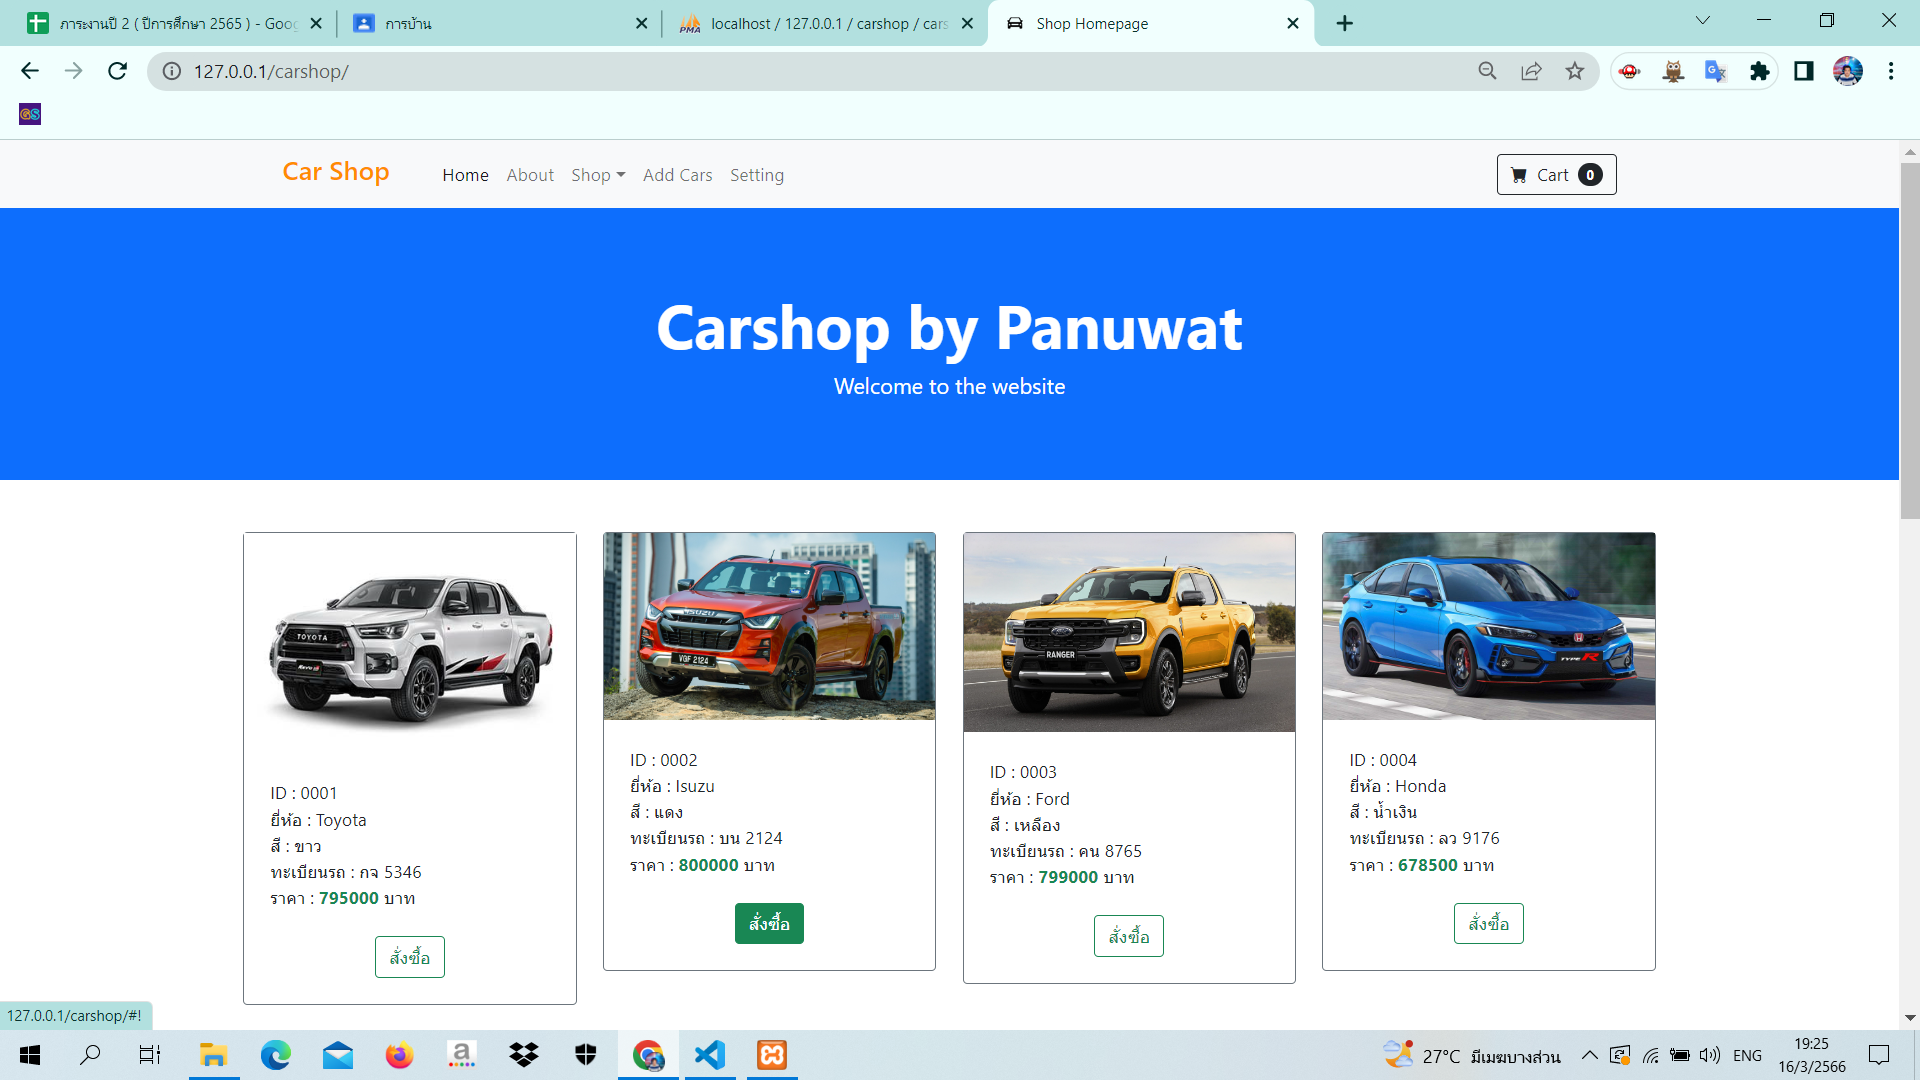 ภาระงานปี 2 ( ปีการศึกษา 2565 ) - Goog
การบ้าน
localhost / 127.0.0.1 / carshop / cars
Shop Homepage
127.0.0.1/carshop/
GS
Car Shop
Home
About
Shop
Add Cars
Setting
Cart 0
Carshop by Panuwat
Welcome to the website
TOYOTA
ISUZU
VGF 2124
RANGER
TYPE R
ID : 0001
ยี่ห้อ : Toyota
สี : ขาว
ทะเบียนรถ : กจ 5346
ราคา : 795000 บาท
สั่งซื้อ
ID : 0002
ยี่ห้อ : Isuzu
สี : แดง
ทะเบียนรถ : บน 2124
ราคา : 800000 บาท
สั่งซื้อ
ID : 0003
ยี่ห้อ : Ford
สี : เหลือง
ทะเบียนรถ : คน 8765
ราคา : 799000 บาท
สั่งซื้อ
ID : 0004
ยี่ห้อ : Honda
สี : น้ำเงิน
ทะเบียนรถ : ลว 9176
ราคา : 678500 บาท
สั่งซื้อ
127.0.0.1/carshop/#!
27°C มีเมฆบางส่วน
ENG
19:25
16/3/2566